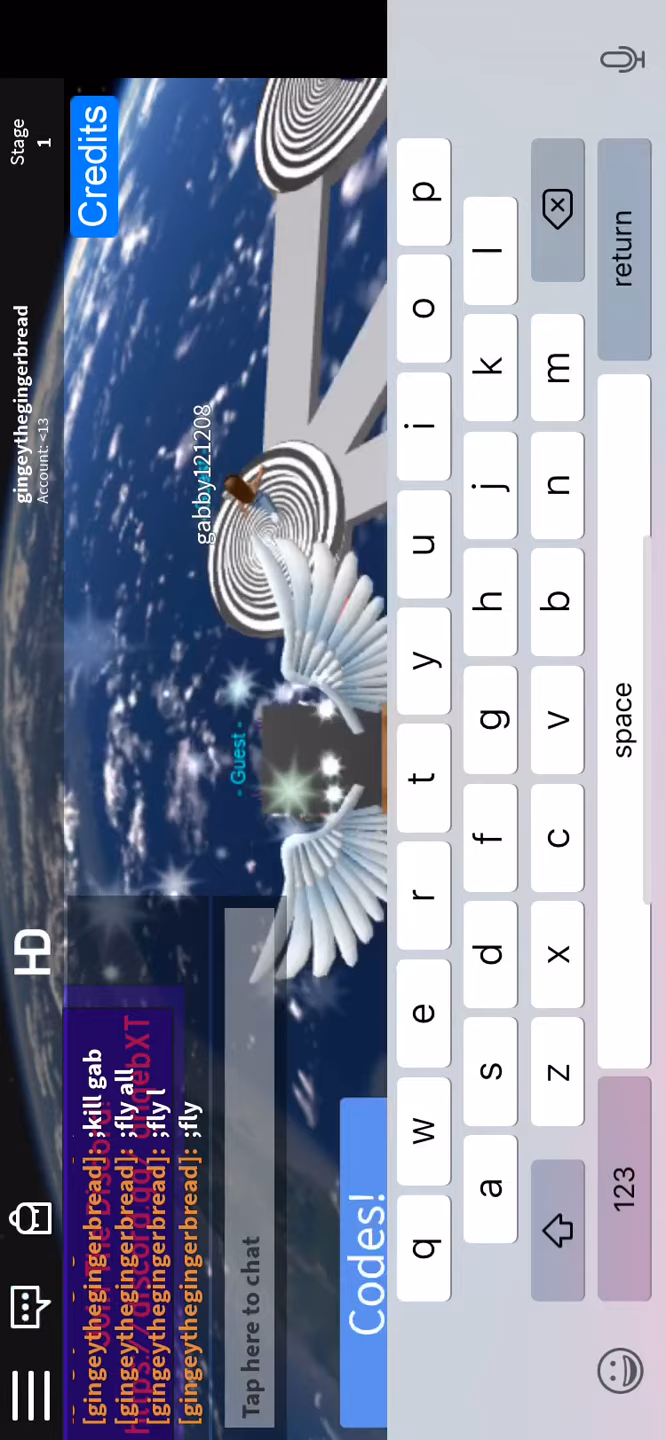 gingeythegingerbread
Account: <13
Stage
1
HD
Credits
[gingeythegingerbread]: ;kill gab
[gingeythegingerbread]: ;fly all
[gingeythegingerbread]: ;fly l
[gingeythegingerbread]: ;fly
Tap here to chat
gabby121208
- Guest -
Codes!
q w e r t y u i o p
a s d f g h j k l
z x c v b n m
123 space return